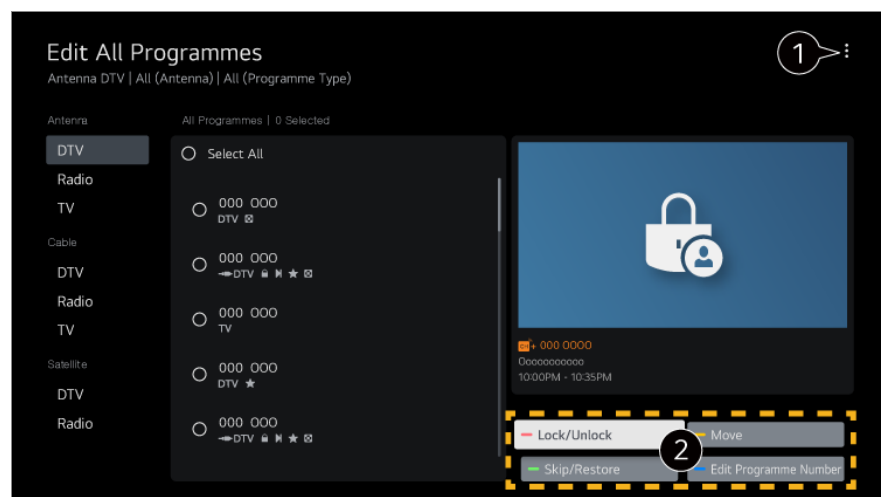 Edit All Programmes
1
Antenna DTV | All (Antenna) | All (Programme Type)
Antenna
All Programmes | 0 Selected
DTV
Select All
Radio
TV
000 000
DTV
Cable
DTV
Radio
TV
000 000
DTV
000 000
TV
Satellite
DTV
Radio
000 000
DTV
000 000
DTV
CH+ 000 0000
Ooooooooooo
10:00PM - 10:35PM
Lock/Unlock
Move
2
Skip/Restore
Edit Programme Number